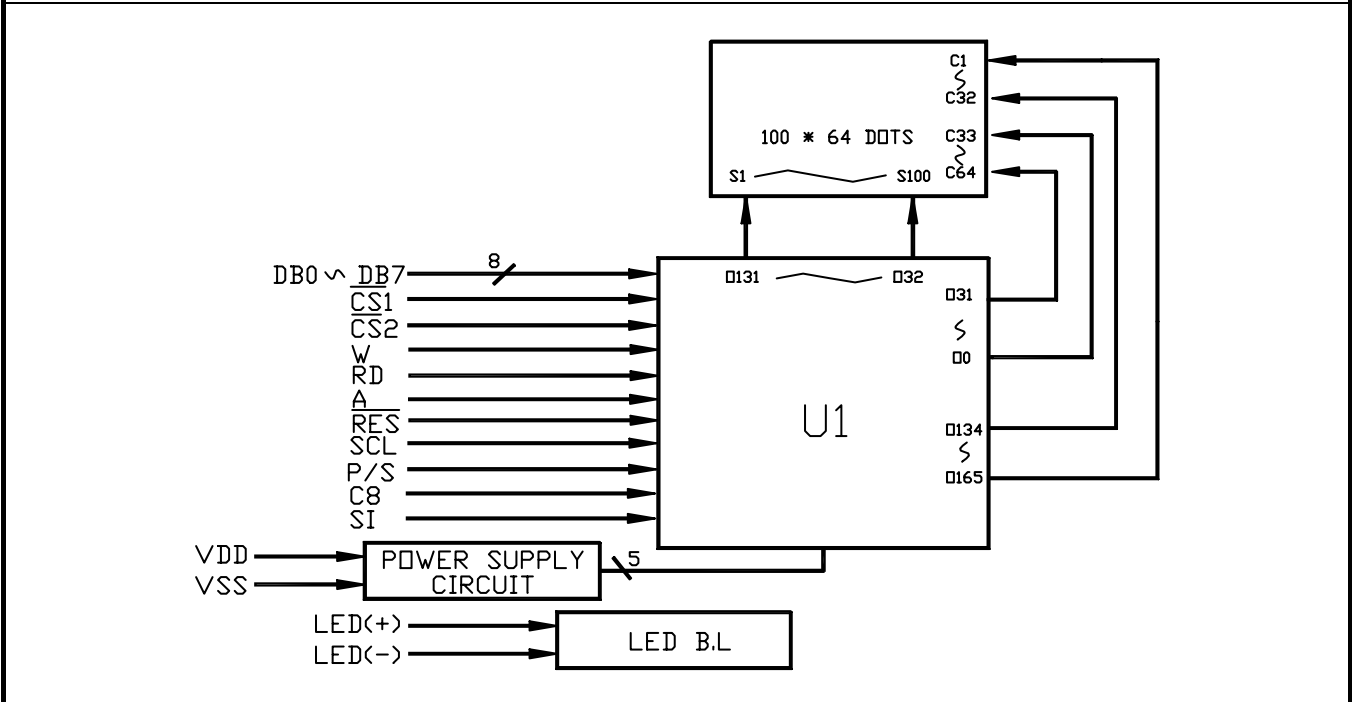 C1
C32
100 * 64 DOTS
C33
S1
S100
C64
DB0 ~ DB7
8
O131
O32
CS1
O31
CS2
W
O0
RD
A
U1
RES
O134
SCL
P/S
O165
C8
SI
VDD
POWER SUPPLY
5
VSS
CIRCUIT
LED(+)
LED B.L
LED(-)